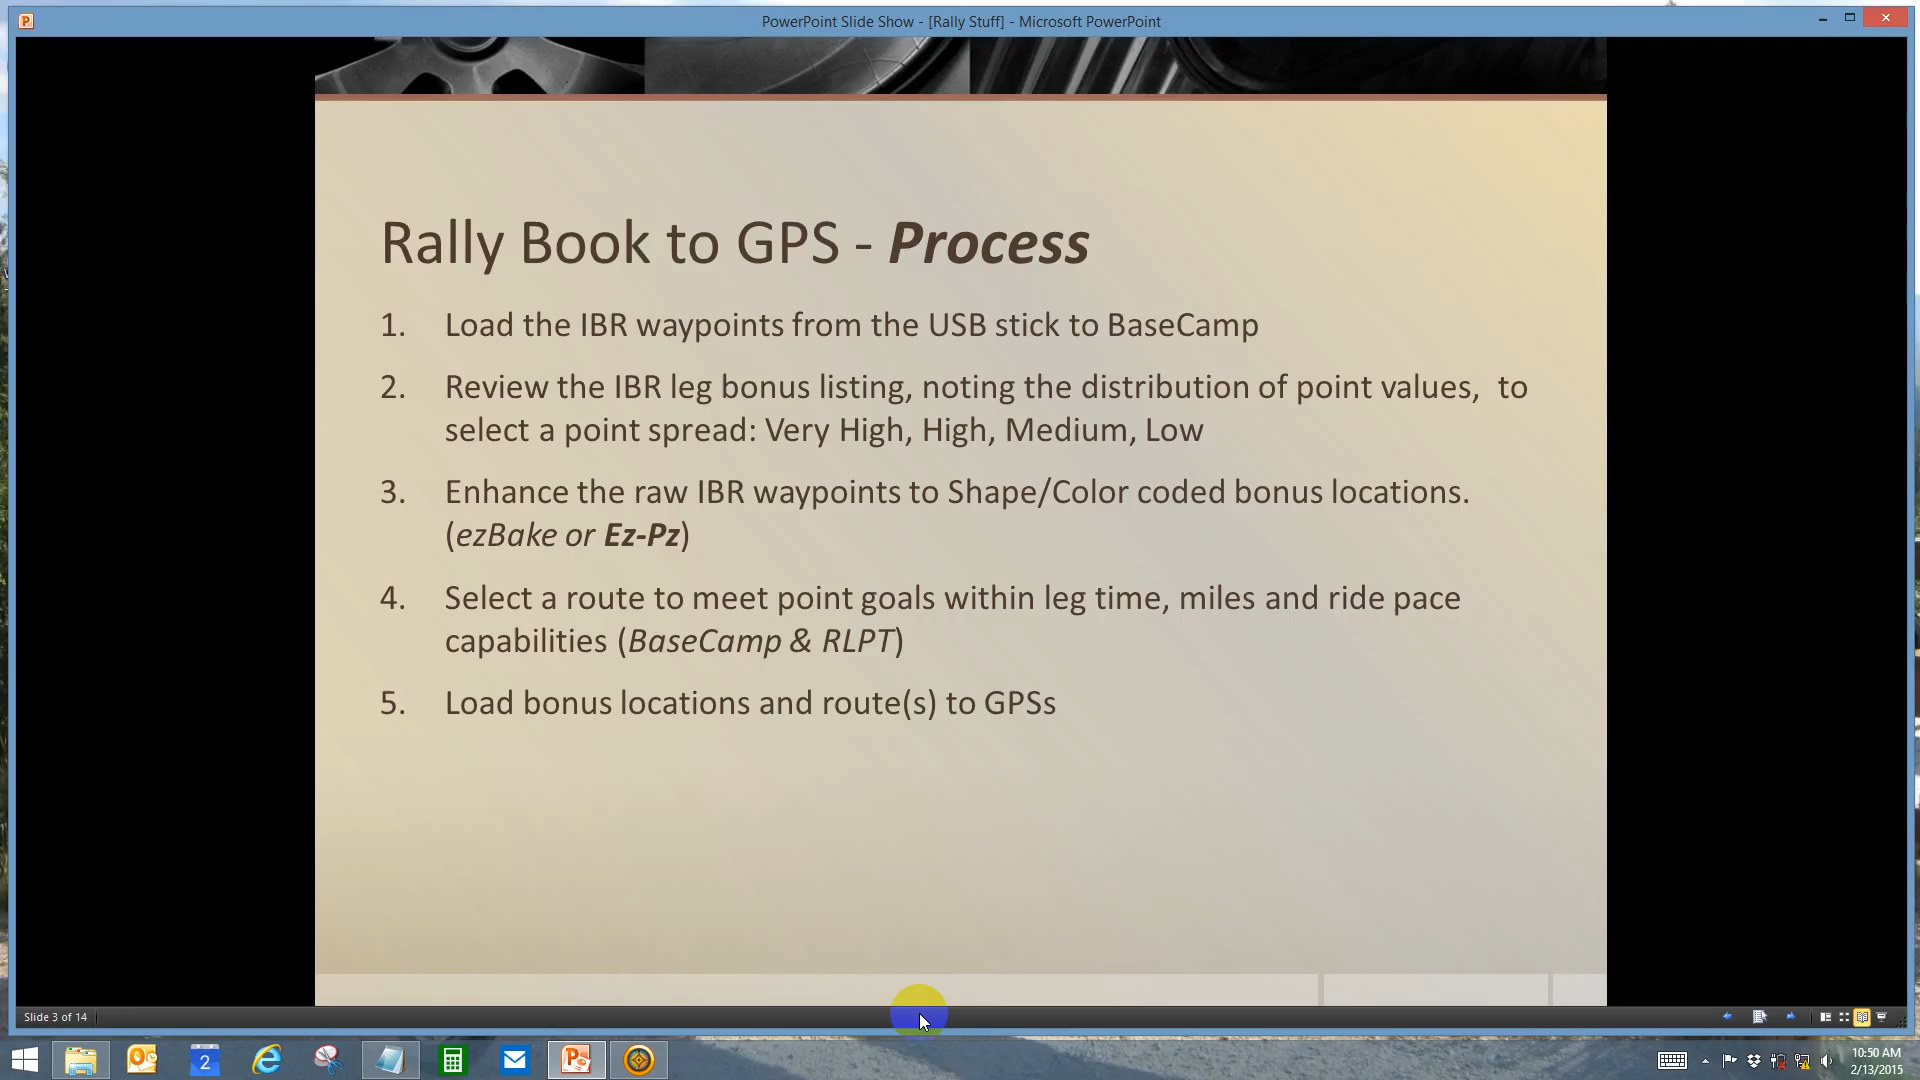 PowerPoint Slide Show - [Rally Stuff] - Microsoft PowerPoint
Rally Book to GPS - Process
1. Load the IBR waypoints from the USB stick to BaseCamp
2. Review the IBR leg bonus listing, noting the distribution of point values, to
select a point spread: Very High, High, Medium, Low
3. Enhance the raw IBR waypoints to Shape/Color coded bonus locations.
(ezBake or Ez-Pz)
4. Select a route to meet point goals within leg time, miles and ride pace
capabilities (BaseCamp & RLPT)
5. Load bonus locations and route(s) to GPSs
Slide 3 of 14
2
10:50 AM
2/13/2015